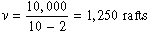 ν = 10,000 / 10 − 2 = 1,250 rafts